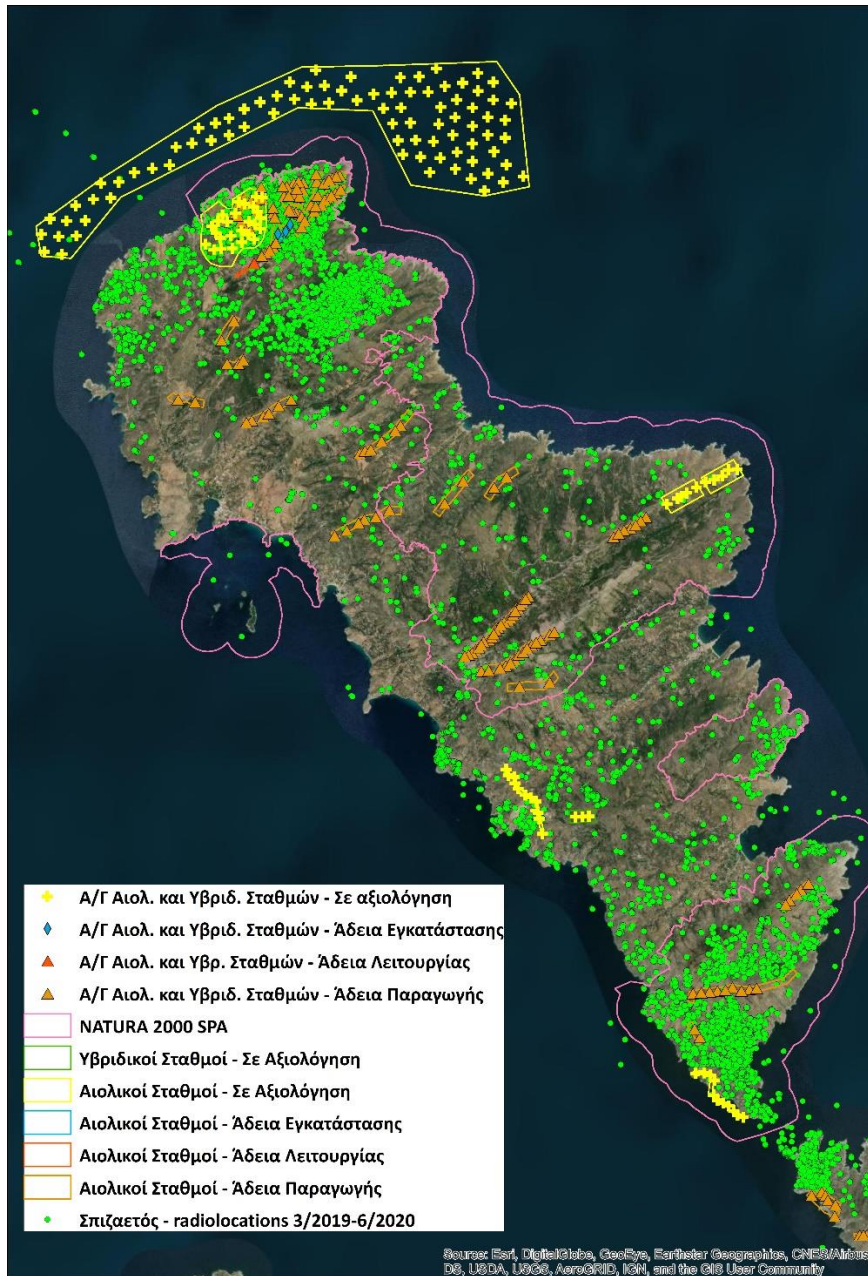 Α/Γ Αιολ. και Υβριδ. Σταθμών - Σε αξιολόγηση
Α/Γ Αιολ. και Υβριδ. Σταθμών - Άδεια Εγκατάστασης
Α/Γ Αιολ. και Υβρ. Σταθμών - Άδεια Λειτουργίας
Α/Γ Αιολ. και Υβριδ. Σταθμών - Άδεια Παραγωγής
NATURA 2000 SPA
Υβριδικοί Σταθμοί - Σε Αξιολόγηση
Αιολικοί Σταθμοί - Σε Αξιολόγηση
Αιολικοί Σταθμοί - Άδεια Εγκατάστασης
Αιολικοί Σταθμοί - Άδεια Λειτουργίας
Αιολικοί Σταθμοί - Άδεια Παραγωγής
Σπιζαετός - radiolocations 3/2019-6/2020
Source: Esri, DigitalGlobe, GeoEye, Earthstar Geographics, CNES/Airbus
DS, USDA, USGS, AeroGRID, IGN, and the GIS User Community